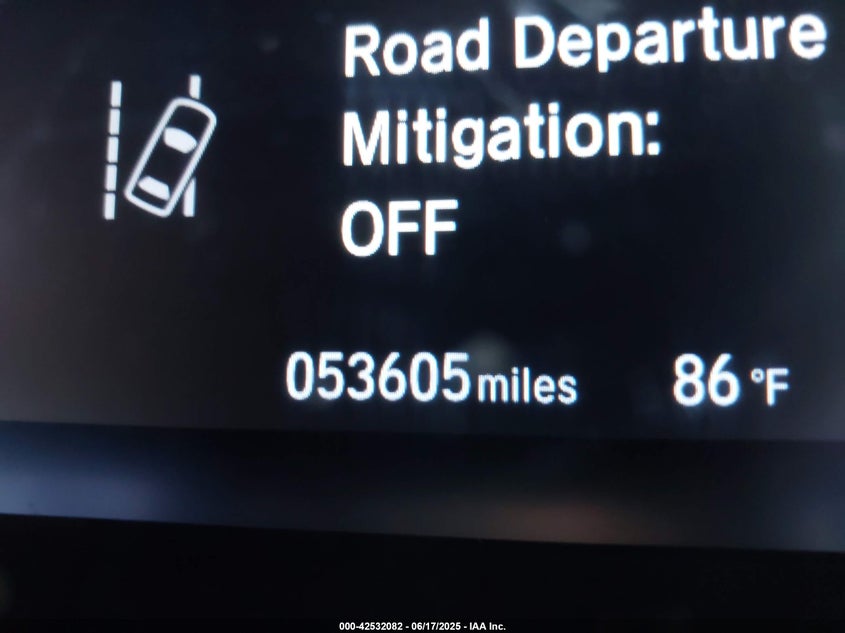 Road Departure
Mitigation:
OFF
053605 miles 86 °F
000-42532082 - 06/17/2025 - IAA Inc.